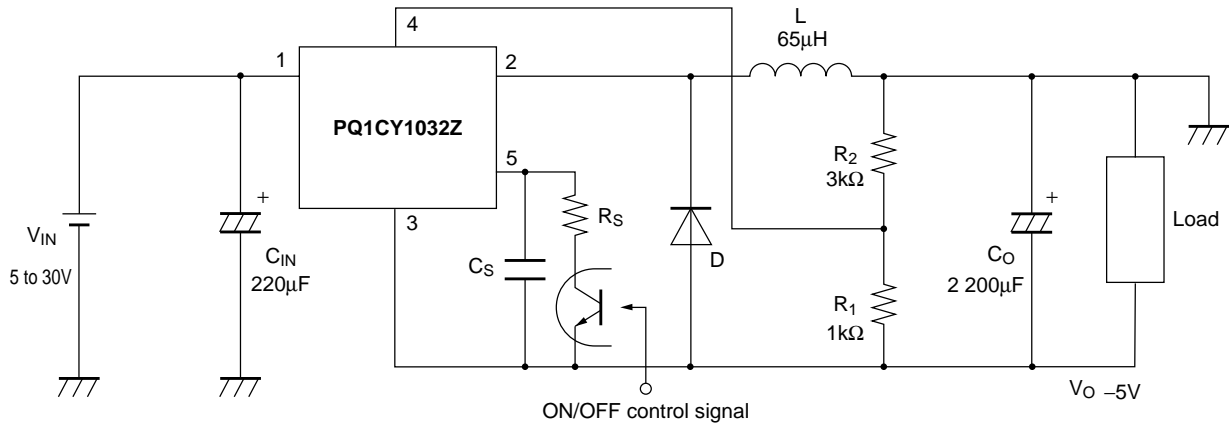 4
L
65μH
1
2
PQ1CY1032Z
5
3
VIN
5 to 30V
+
CIN
220μF
CS
RS
D
R2
3kΩ
R1
1kΩ
+
CO
2 200μF
Load
ON/OFF control signal
VO –5V